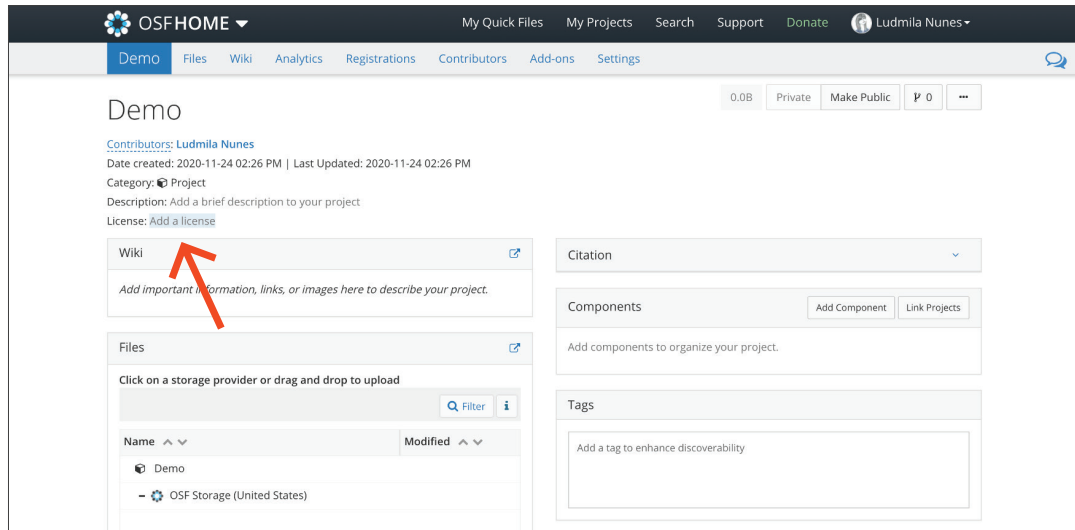 OSFHOME My Quick Files My Projects Search Support Donate Ludmila Nunes
Demo Files Wiki Analytics Registrations Contributors Add-ons Settings
0.0B Private Make Public 0 ...
Demo
Contributors: Ludmila Nunes
Date created: 2020-11-24 02:26 PM | Last Updated: 2020-11-24 02:26 PM
Category: Project
Description: Add a brief description to your project
License: Add a license
Wiki
Add important information, links, or images here to describe your project.
Files
Click on a storage provider or drag and drop to upload
Filter i
Name Modified
Demo
OSF Storage (United States)
Citation
Components Add Component Link Projects
Add components to organize your project.
Tags
Add a tag to enhance discoverability